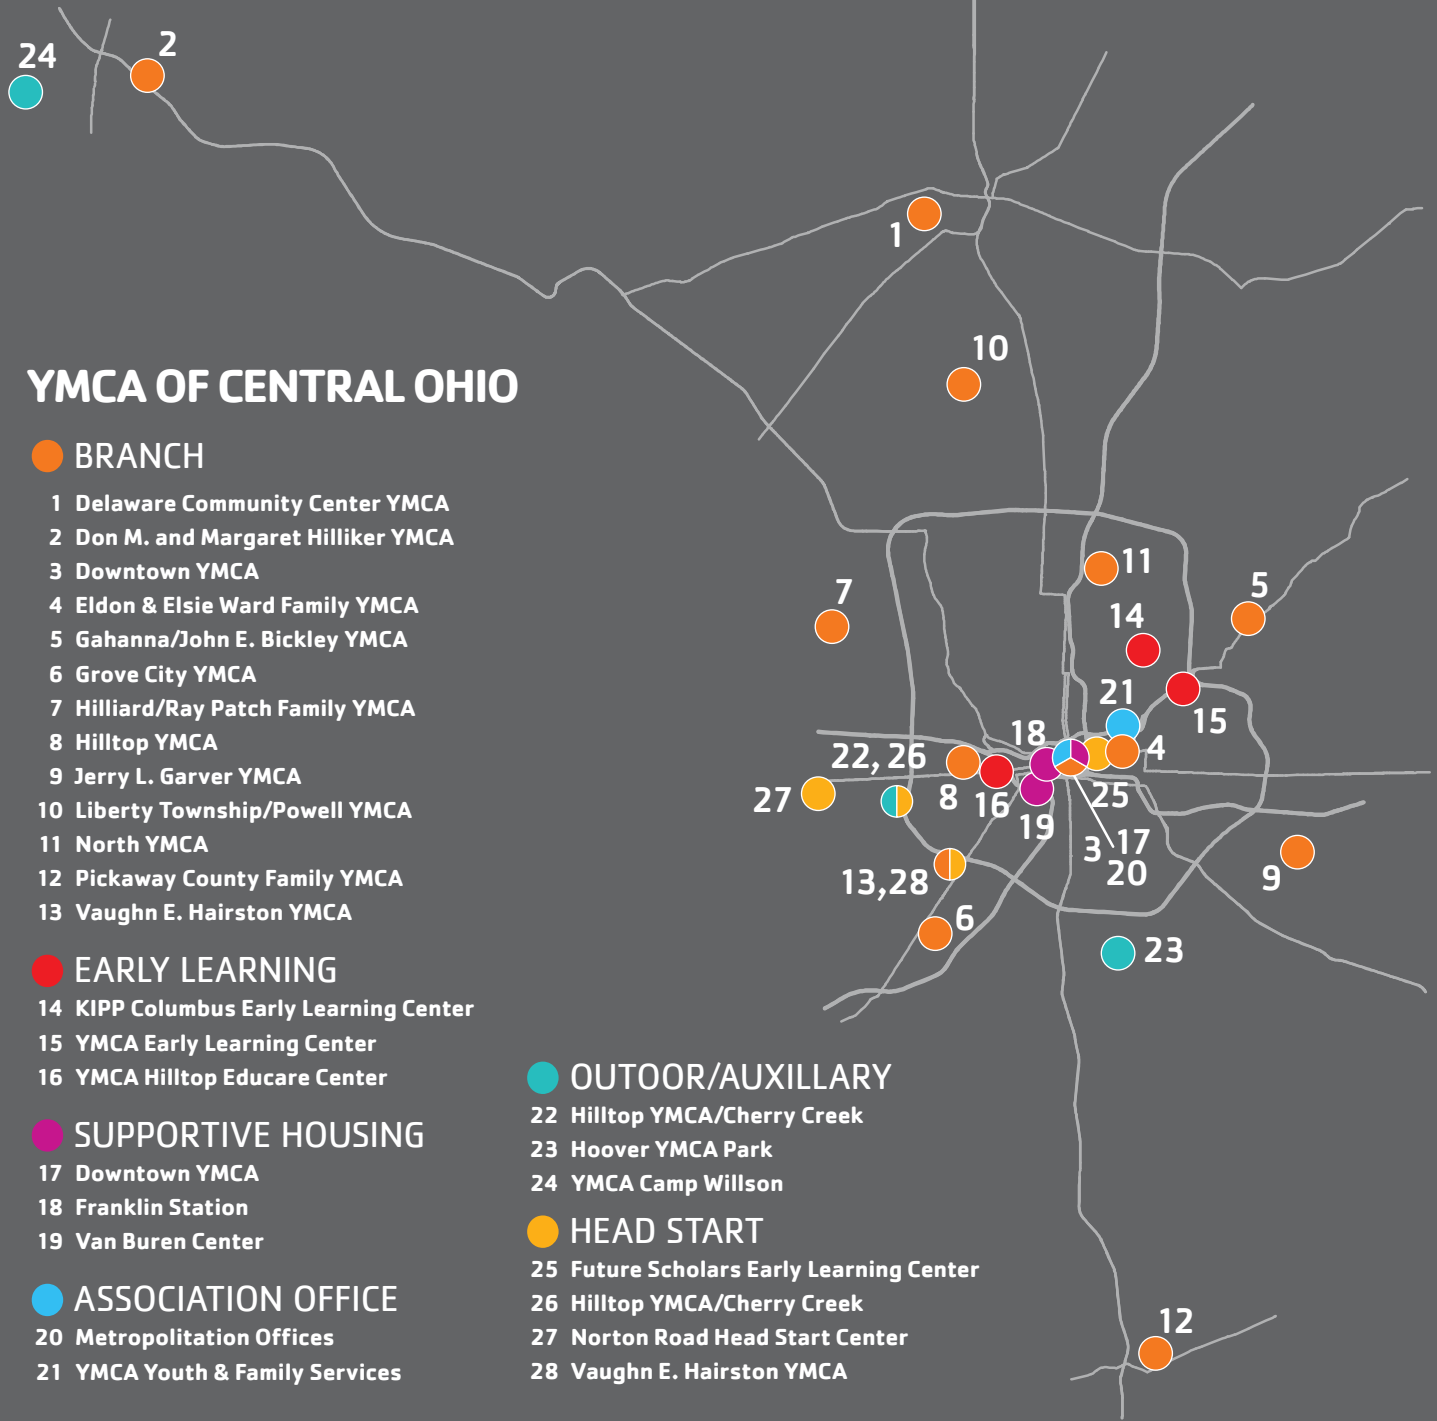 24
2
1
10
YMCA OF CENTRAL OHIO
BRANCH
1 Delaware Community Center YMCA
2 Don M. and Margaret Hilliker YMCA
3 Downtown YMCA
4 Eldon & Elsie Ward Family YMCA
5 Gahanna/John E. Bickley YMCA
6 Grove City YMCA
7 Hilliard/Ray Patch Family YMCA
8 Hilltop YMCA
9 Jerry L. Garver YMCA
10 Liberty Township/Powell YMCA
11 North YMCA
12 Pickaway County Family YMCA
13 Vaughn E. Hairston YMCA
EARLY LEARNING
14 KIPP Columbus Early Learning Center
15 YMCA Early Learning Center
16 YMCA Hilltop Educare Center
SUPPORTIVE HOUSING
17 Downtown YMCA
18 Franklin Station
19 Van Buren Center
ASSOCIATION OFFICE
20 Metropolitation Offices
21 YMCA Youth & Family Services
OUTOOR/AUXILLARY
22 Hilltop YMCA/Cherry Creek
23 Hoover YMCA Park
24 YMCA Camp Willson
HEAD START
25 Future Scholars Early Learning Center
26 Hilltop YMCA/Cherry Creek
27 Norton Road Head Start Center
28 Vaughn E. Hairston YMCA
11
7
5
14
21
15
18
4
22, 26
27
8
16
25
19
3
17
20
13,28
9
6
23
12